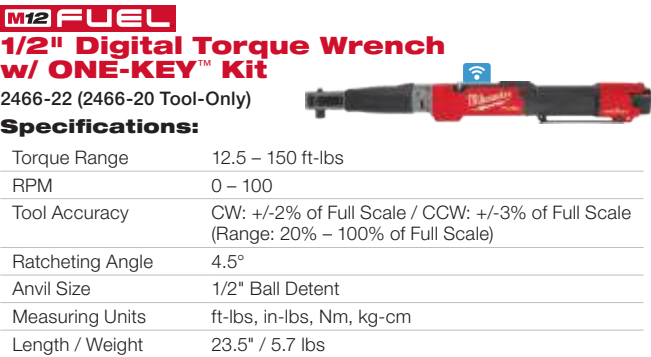 M12 FUEL
1/2" Digital Torque Wrench
w/ ONE-KEY™ Kit
2466-22 (2466-20 Tool-Only)
Specifications:
Torque Range 12.5 – 150 ft-lbs
RPM 0 – 100
Tool Accuracy CW: +/-2% of Full Scale / CCW: +/-3% of Full Scale
(Range: 20% – 100% of Full Scale)
Ratcheting Angle 4.5°
Anvil Size 1/2" Ball Detent
Measuring Units ft-lbs, in-lbs, Nm, kg-cm
Length / Weight 23.5" / 5.7 lbs
Milwaukee